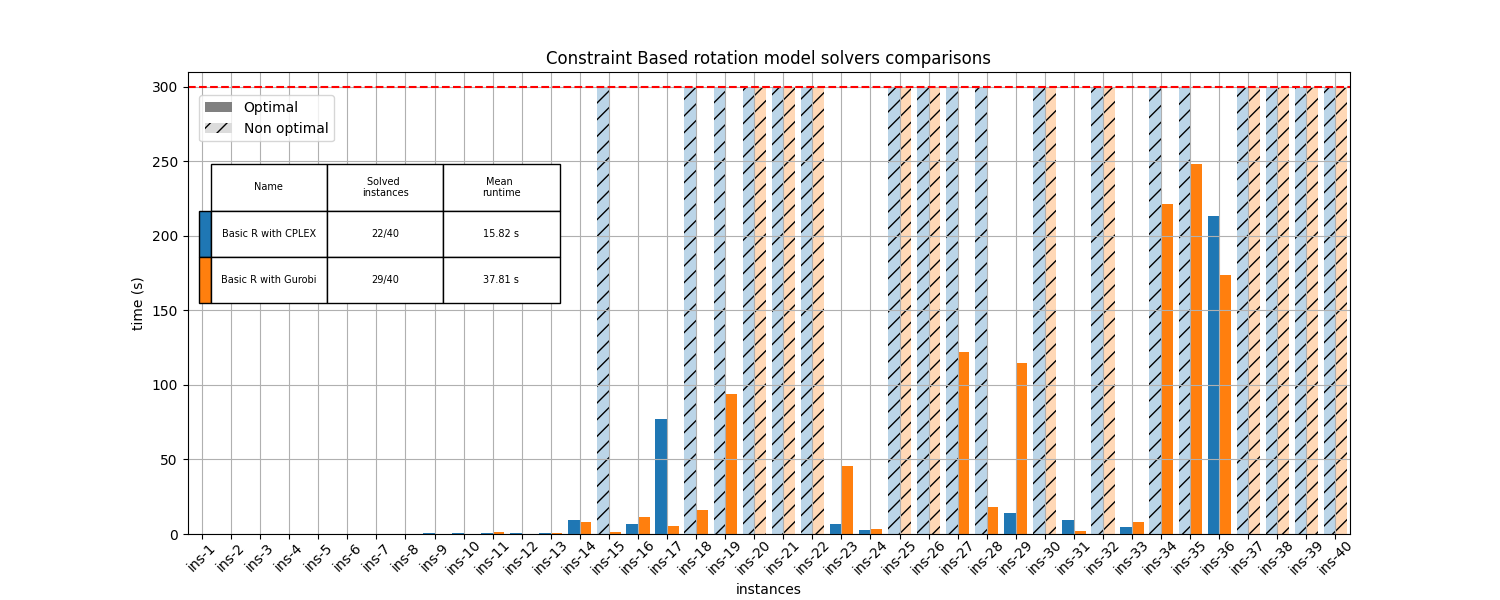 Constraint Based rotation model solvers comparisons
300
250
200
150
100
50
0
time (s)
Optimal
Non optimal
Name Solved instances Mean runtime
Basic R with CPLEX 22/40 15.82 s
Basic R with Gurobi 29/40 37.81 s
ins-1 ins-2 ins-3 ins-4 ins-5 ins-6 ins-7 ins-8 ins-9 ins-10 ins-11 ins-12 ins-13 ins-14 ins-15 ins-16 ins-17 ins-18 ins-19 ins-20 ins-21 ins-22 ins-23 ins-24 ins-25 ins-26 ins-27 ins-28 ins-29 ins-30 ins-31 ins-32 ins-33 ins-34 ins-35 ins-36 ins-37 ins-38 ins-39 ins-40
instances